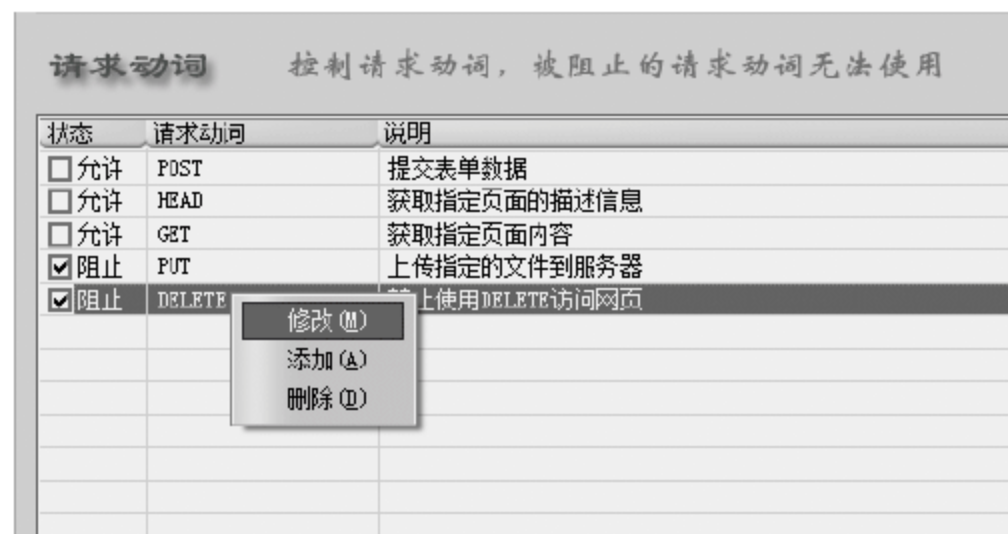 请求动词 控制请求动词，被阻止的请求动词无法使用
状态 请求动词 说明
允许 POST 提交表单数据
允许 HEAD 获取指定页面的描述信息
允许 GET 获取指定页面内容
阻止 PUT 上传指定的文件到服务器
阻止 DELETE 止使用DELETE访问网页
修改(M)
添加(A)
删除(D)